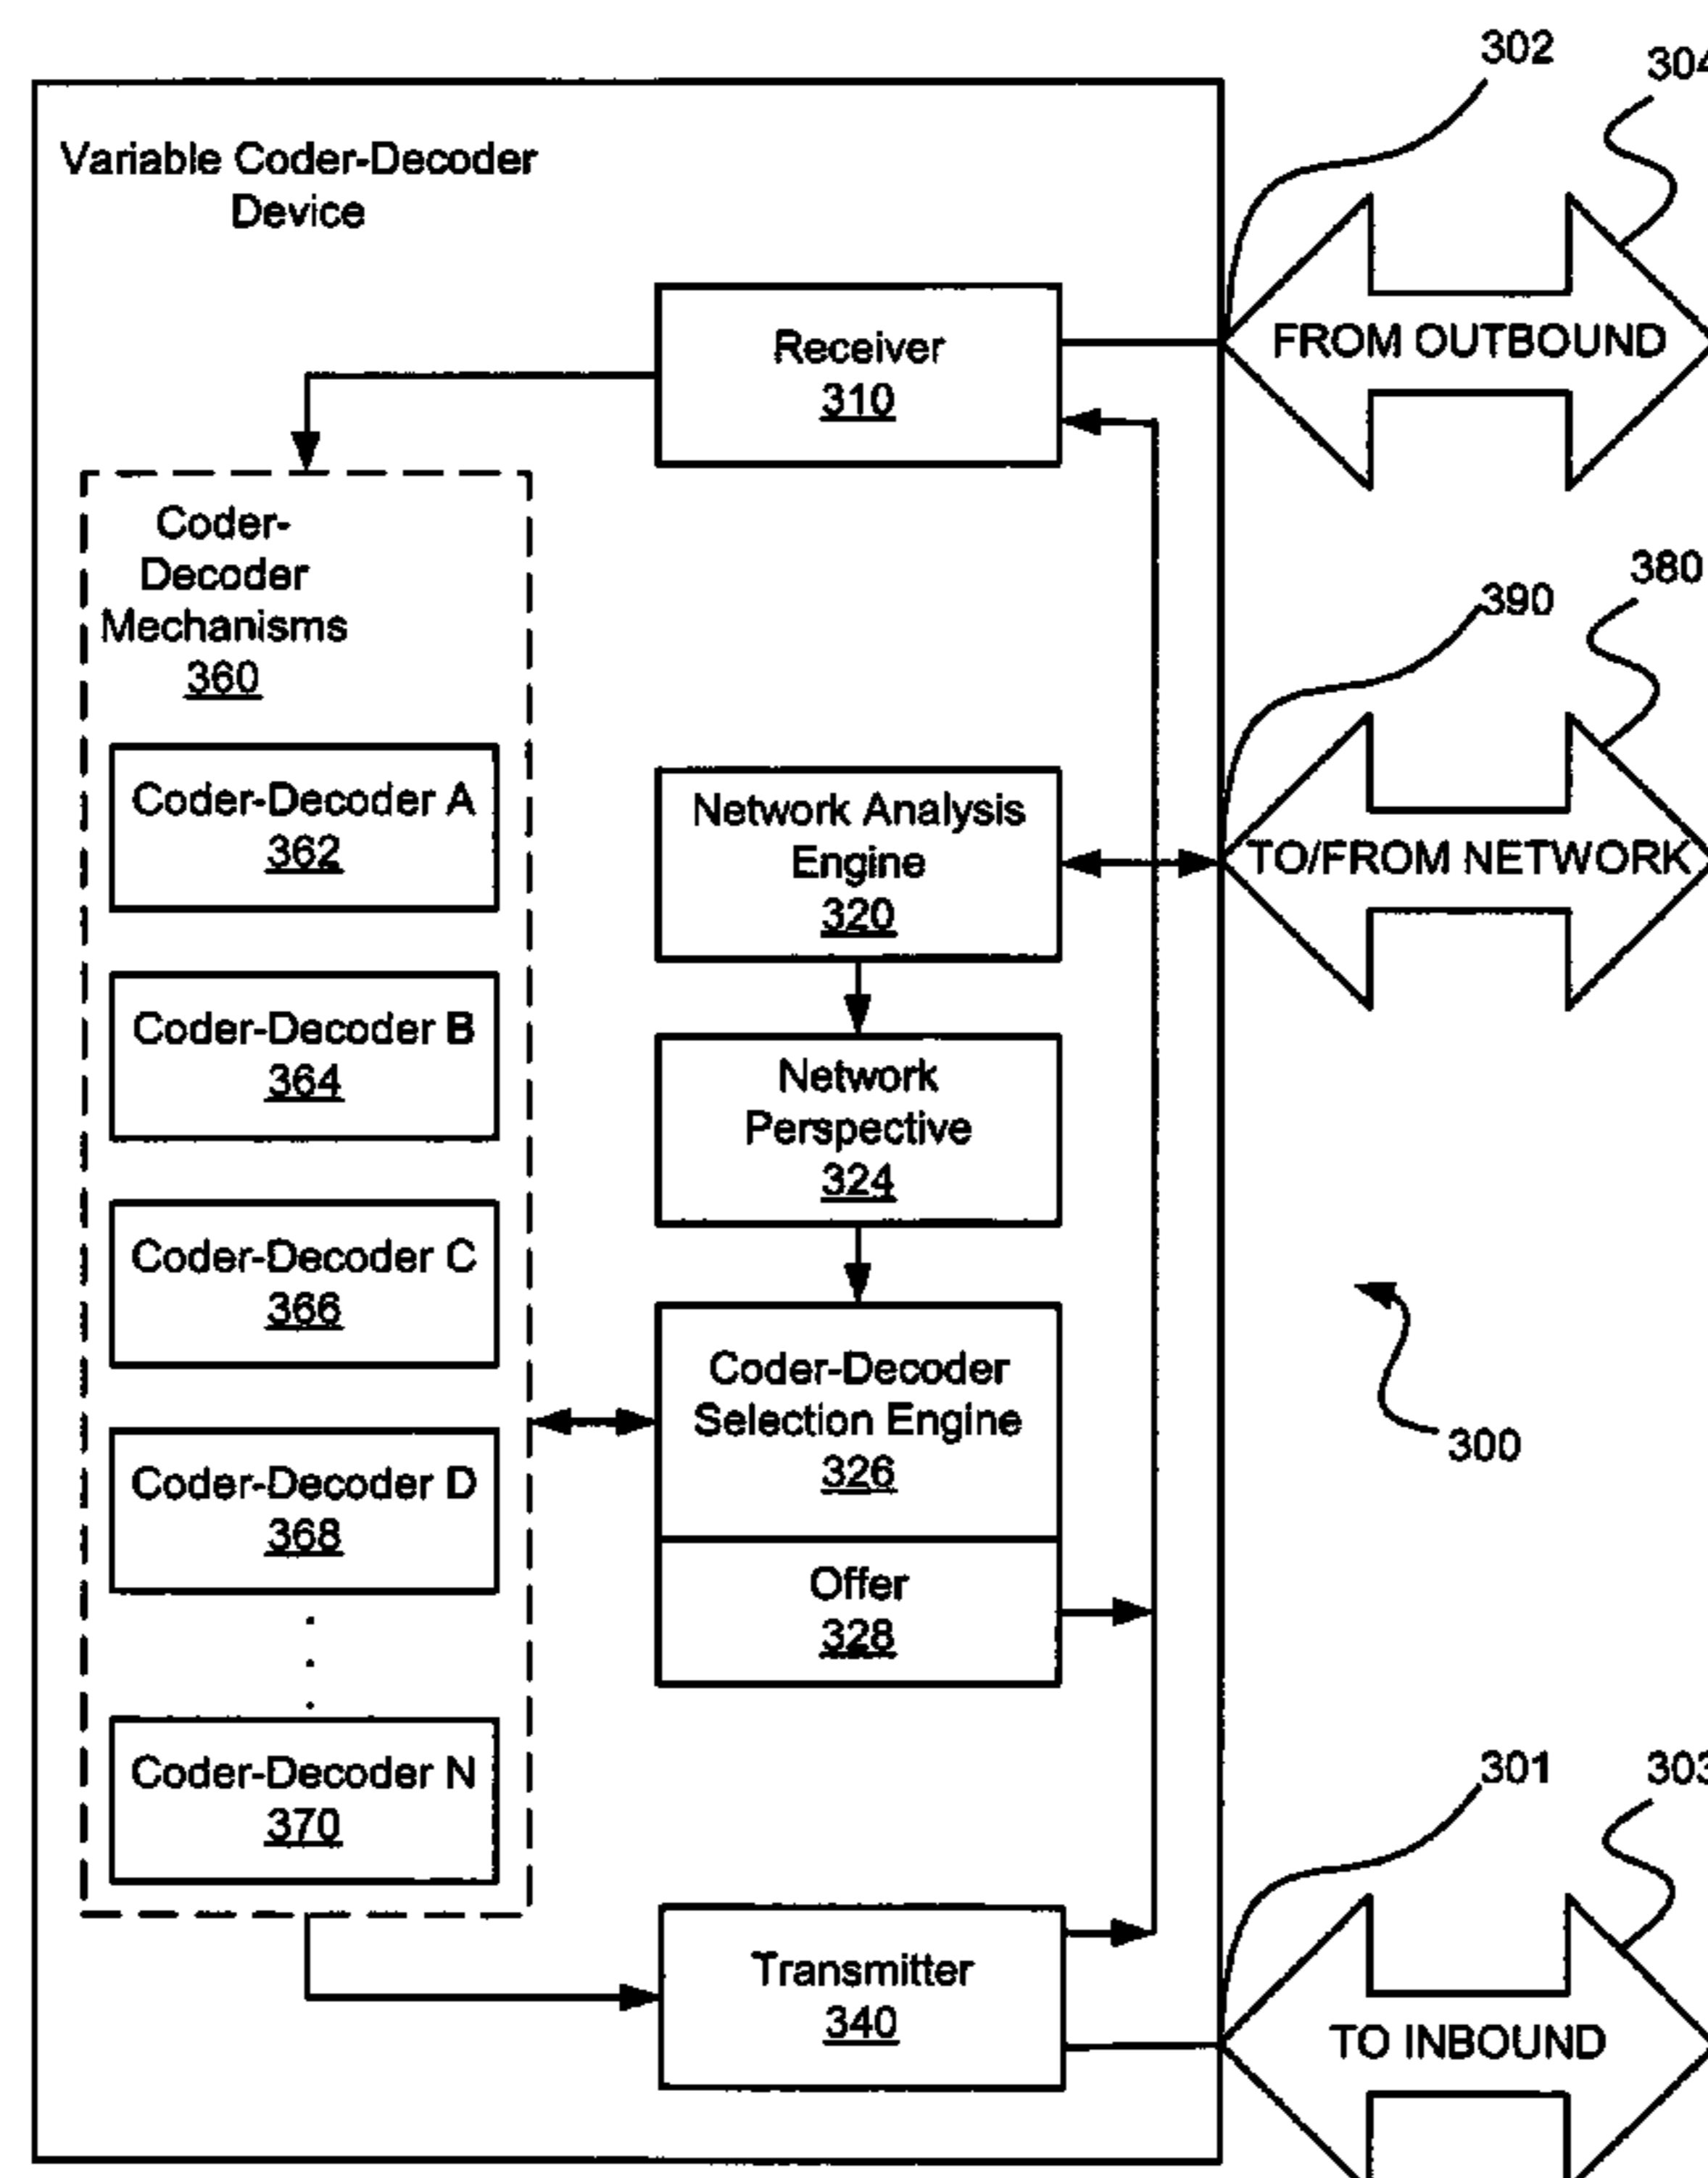 302
304
Variable Coder-Decoder
Device
Receiver
310
FROM OUTBOUND
Coder-
Decoder
Mechanisms
360
390
380
Coder-Decoder A
362
Network Analysis
Engine
320
TO/FROM NETWORK
Coder-Decoder B
364
Network
Perspective
324
Coder-Decoder C
366
Coder-Decoder
Selection Engine
326
300
Coder-Decoder D
368
Offer
328
Coder-Decoder N
370
301
303
Transmitter
340
TO INBOUND